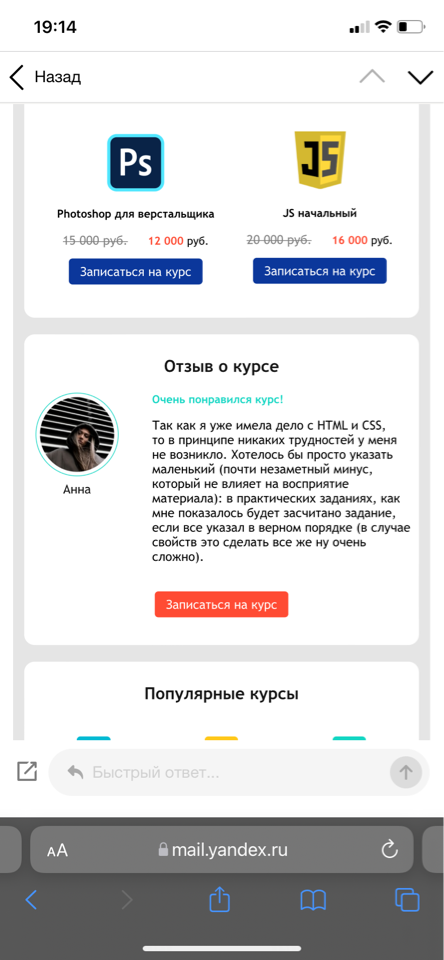 19:14
Назад
Ps
JS
Photoshop для верстальщика
JS начальный
15 000 руб. 12 000 руб.
20 000 руб. 16 000 руб.
Записаться на курс
Записаться на курс
Отзыв о курсе
Очень понравился курс!
Так как я уже имела дело с HTML и CSS,
то в принципе никаких трудностей у меня
не возникло. Хотелось бы просто указать
маленький (почти незаметный минус,
который не влияет на восприятие
материала): в практических заданиях, как
мне показалось будет засчитано задание,
если все указал в верном порядке (в случае
свойств это сделать все же ну очень
сложно).
Анна
Записаться на курс
Популярные курсы
Быстрый ответ...
AA
mail.yandex.ru